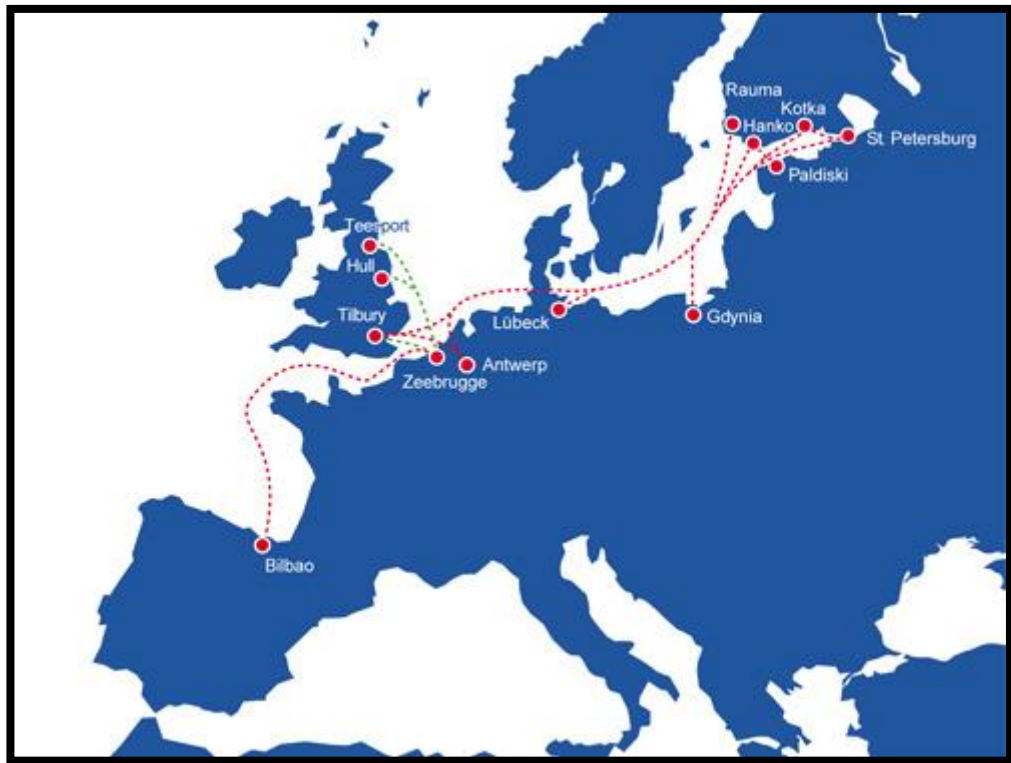 Rauma
Kotka
Hanko
St. Petersburg
Paldiski
Teesport
Hull
Tilbury
Lübeck
Gdynia
Antwerp
Zeebrugge
Bilbao